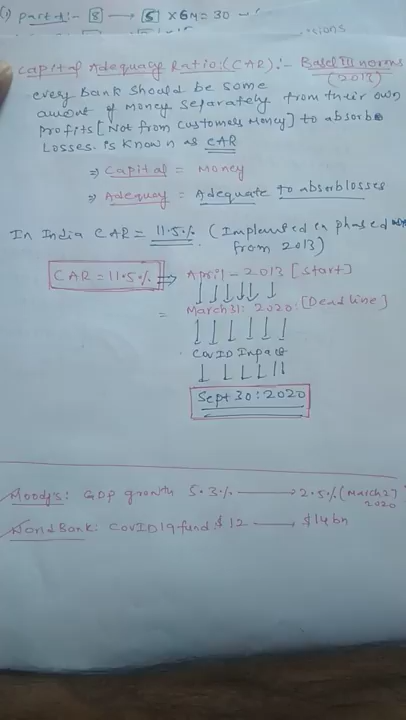 (1) Part-1:- 8 → 5 X 6M = 30
Capital Adequacy Ratio:(CAR):- Basel III norms
(2013)
every Bank should be some
amount of Money Separately from their own
profits [Not from Customers Money] to absorb
Losses. is known as CAR
⇒ Capital = Money
⇒ Adequacy = Adequate to absorb losses
In India CAR = 11.5% (Implemented in phased
from 2013)
CAR = 11.5% ⇒ April - 2013 [Start]
= March 31: 2020: [Dead line]
CoVID Impact
Sept 30: 2020
Moody's: GDP growth 5.3% → 2.5% (March 27
2020
World Bank: CoVID19 fund $12 → $14 bn